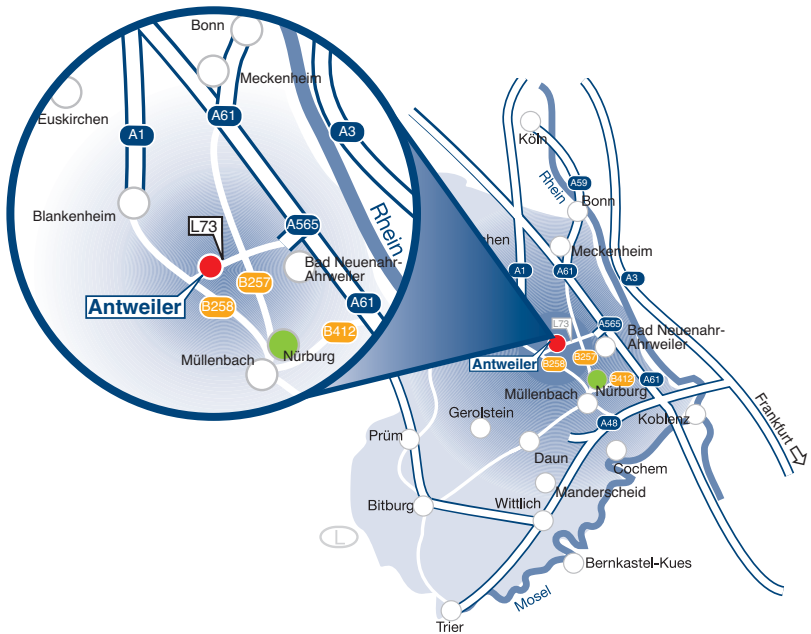 Bonn
Meckenheim
Euskirchen
A61
A1
A3
Rhein
Blankenheim
L73
A565
Bad Neuenahr-
Ahrweiler
B257
Antweiler
B258
A61
B412
Nürburg
Müllenbach
Köln
Rhein
A59
Bonn
chen
Meckenheim
A1
A61
A3
L73
A565
Bad Neuenahr-
Ahrweiler
Antweiler
B258
B257
B412
A61
Nürburg
Müllenbach
Gerolstein
A48
Koblenz
Frankfurt
Prüm
Daun
Cochem
Manderscheid
Bitburg
Wittlich
L
Bernkastel-Kues
Mosel
Trier